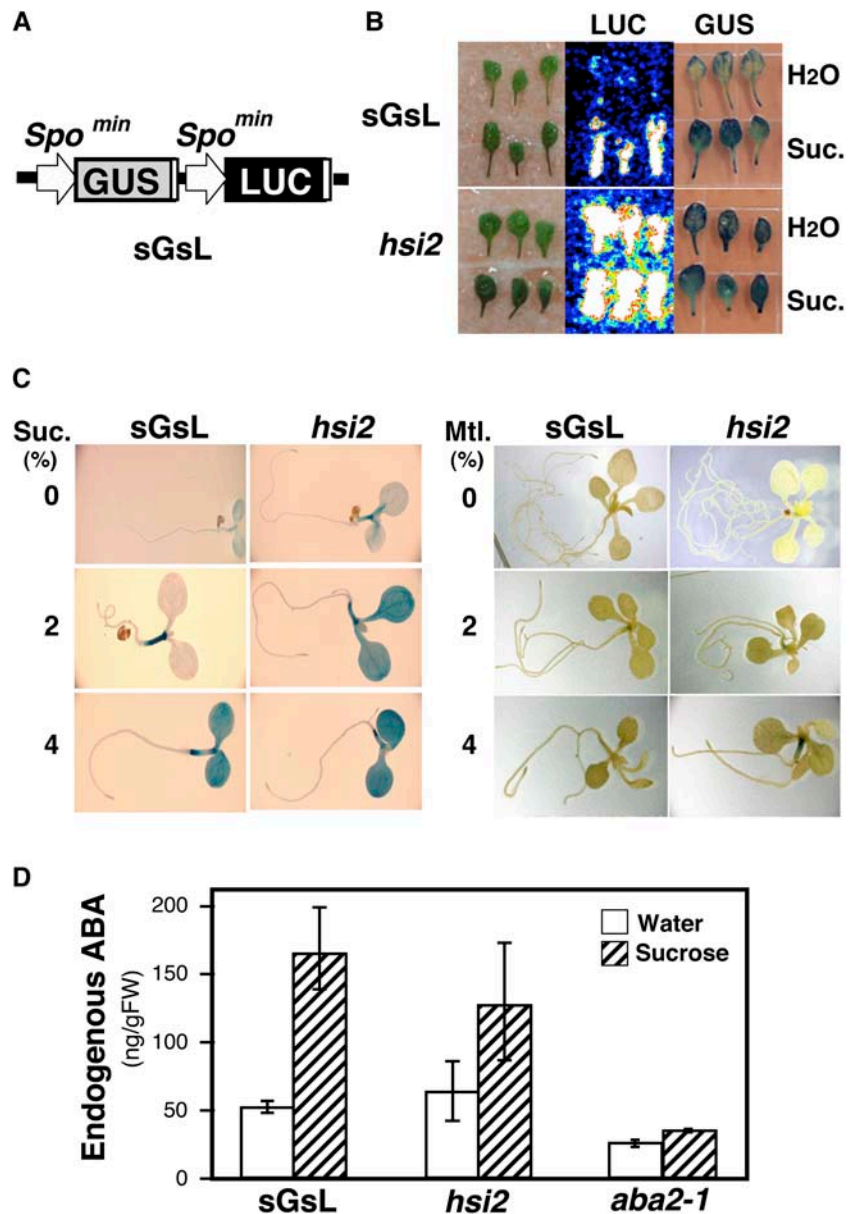 A
Spo min Spo min
GUS LUC
sGsL
B
LUC GUS
sGsL
H2O
Suc.
hsi2
H2O
Suc.
C
Suc. (%) sGsL hsi2
0
2
4
Mtl. (%) sGsL hsi2
0
2
4
D
Endogenous ABA
(ng/gFW)
200
150
100
50
0
Water
Sucrose
sGsL hsi2 aba2-1